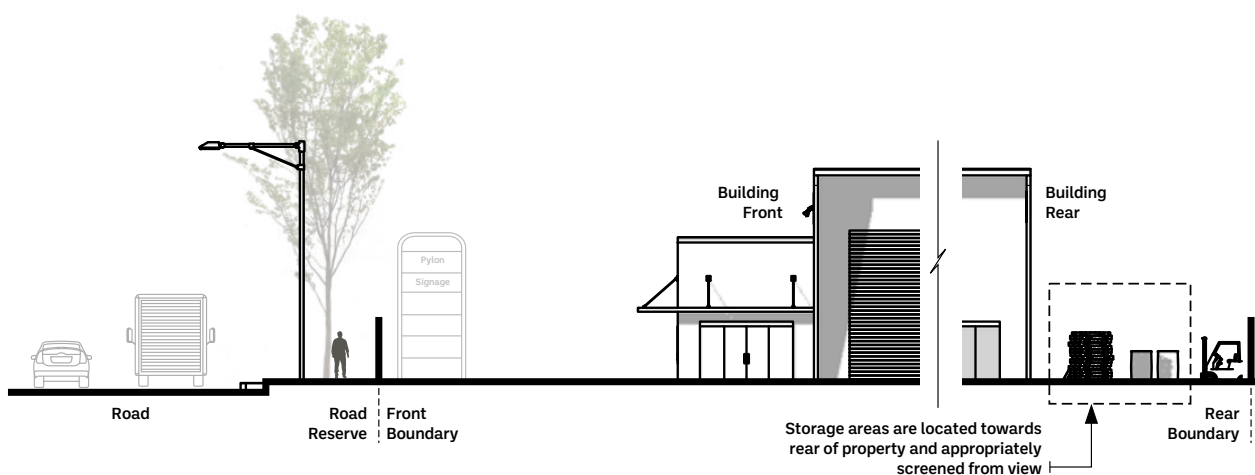 Building
Front
Building
Rear
Pylon
Signage
Road
Road
Reserve
Front
Boundary
Storage areas are located towards
rear of property and appropriately
screened from view
Rear
Boundary